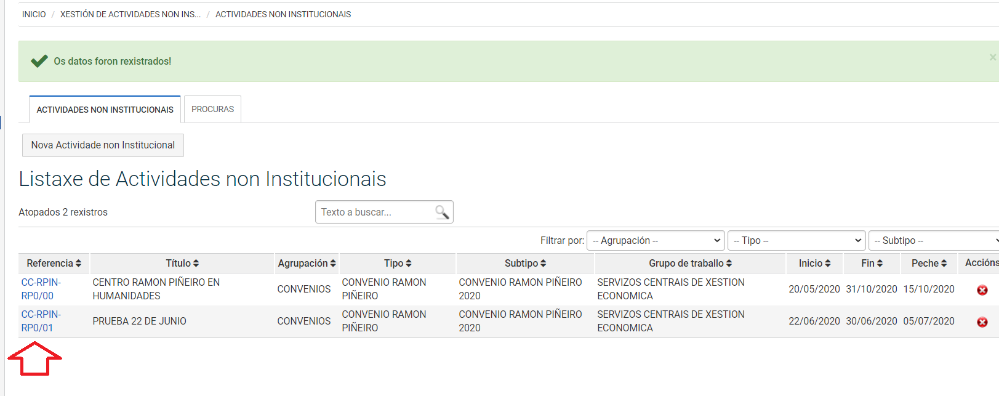 INICIO / XESTIÓN DE ACTIVIDADES NON INS... / ACTIVIDADES NON INSTITUCIONAIS
Os datos foron rexistrados!
×
ACTIVIDADES NON INSTITUCIONAIS PROCURAS
Nova Actividade non Institucional
Listaxe de Actividades non Institucionais
Atopados 2 rexistros Texto a buscar...
Filtrar por: -- Agrupación -- -- Tipo -- -- Subtipo --
Referencia Título Agrupación Tipo Subtipo Grupo de traballo Inicio Fin Peche Accións
CC-RPIN- CENTRO RAMON PIÑEIRO EN CONVENIOS CONVENIO RAMON CONVENIO RAMON PIÑEIRO SERVIZOS CENTRAIS DE XESTION 20/05/2020 31/10/2020 15/10/2020
RP0/00 HUMANIDADES PIÑEIRO 2020 ECONOMICA
CC-RPIN- PRUEBA 22 DE JUNIO CONVENIOS CONVENIO RAMON CONVENIO RAMON PIÑEIRO SERVIZOS CENTRAIS DE XESTION 22/06/2020 30/06/2020 05/07/2020
RP0/01 PIÑEIRO 2020 ECONOMICA